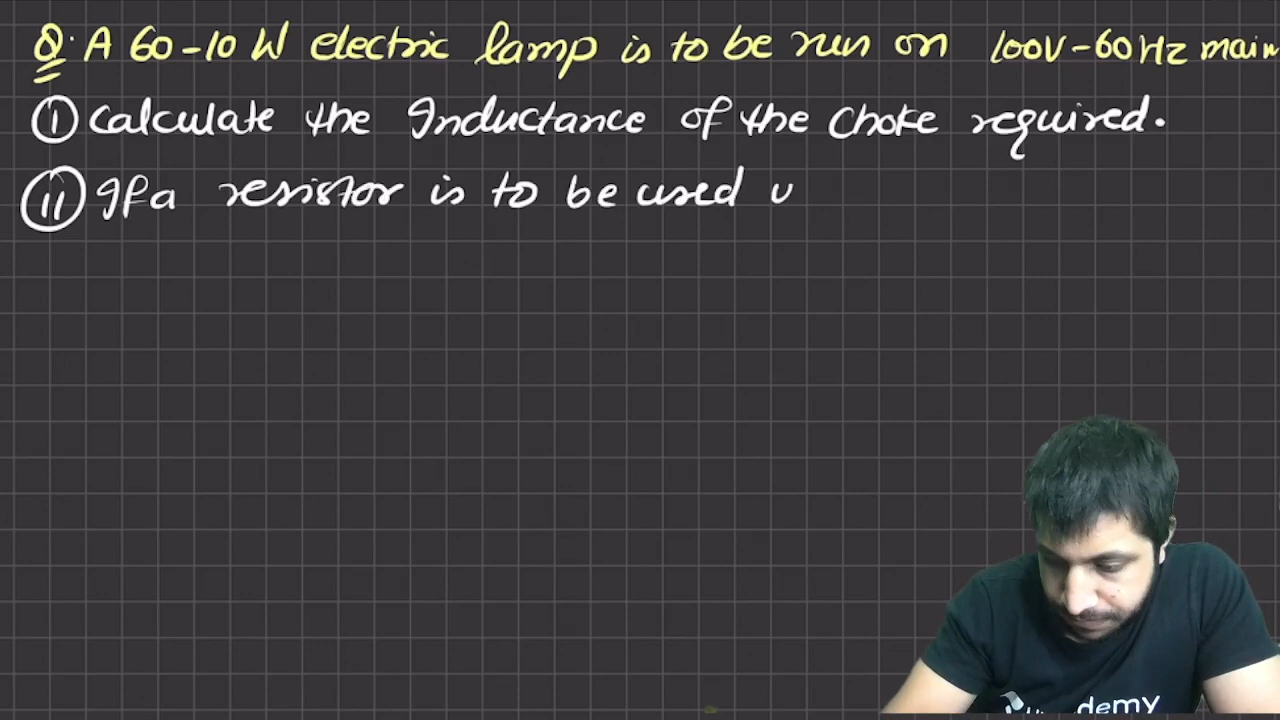 Q. A 60-10 W electric lamp is to be run on 100V-60Hz main
(i) Calculate the Inductance of the choke required.
(ii) If a resistor is to be used
demy